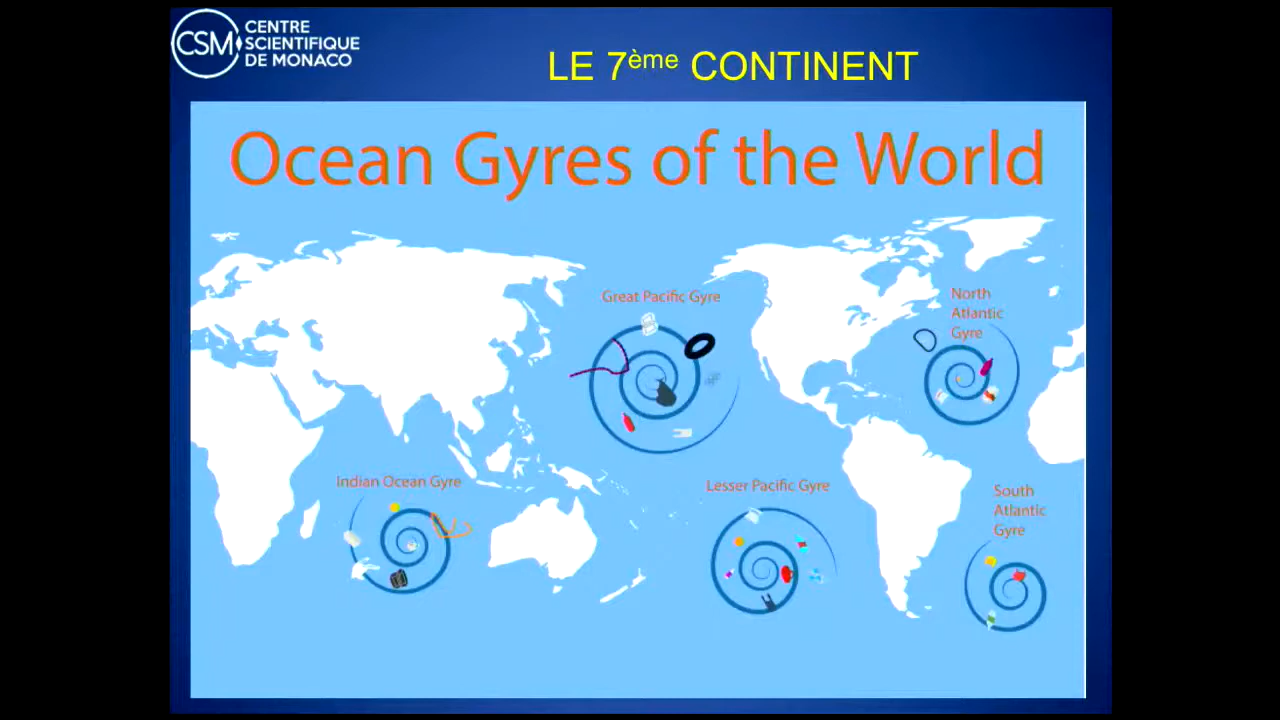 CSM
CENTRE
SCIENTIFIQUE
DE MONACO
LE 7ème CONTINENT
Ocean Gyres of the World
Great Pacific Gyre
North
Atlantic
Gyre
Indian Ocean Gyre
Lesser Pacific Gyre
South
Atlantic
Gyre